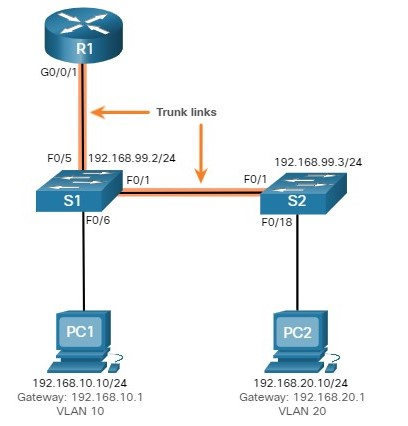 R1
G0/0/1
Trunk links
F0/5
192.168.99.2/24
192.168.99.3/24
F0/1
F0/1
S1
S2
F0/6
F0/18
PC1
PC2
192.168.10.10/24
Gateway: 192.168.10.1
VLAN 10
192.168.20.10/24
Gateway: 192.168.20.1
VLAN 20